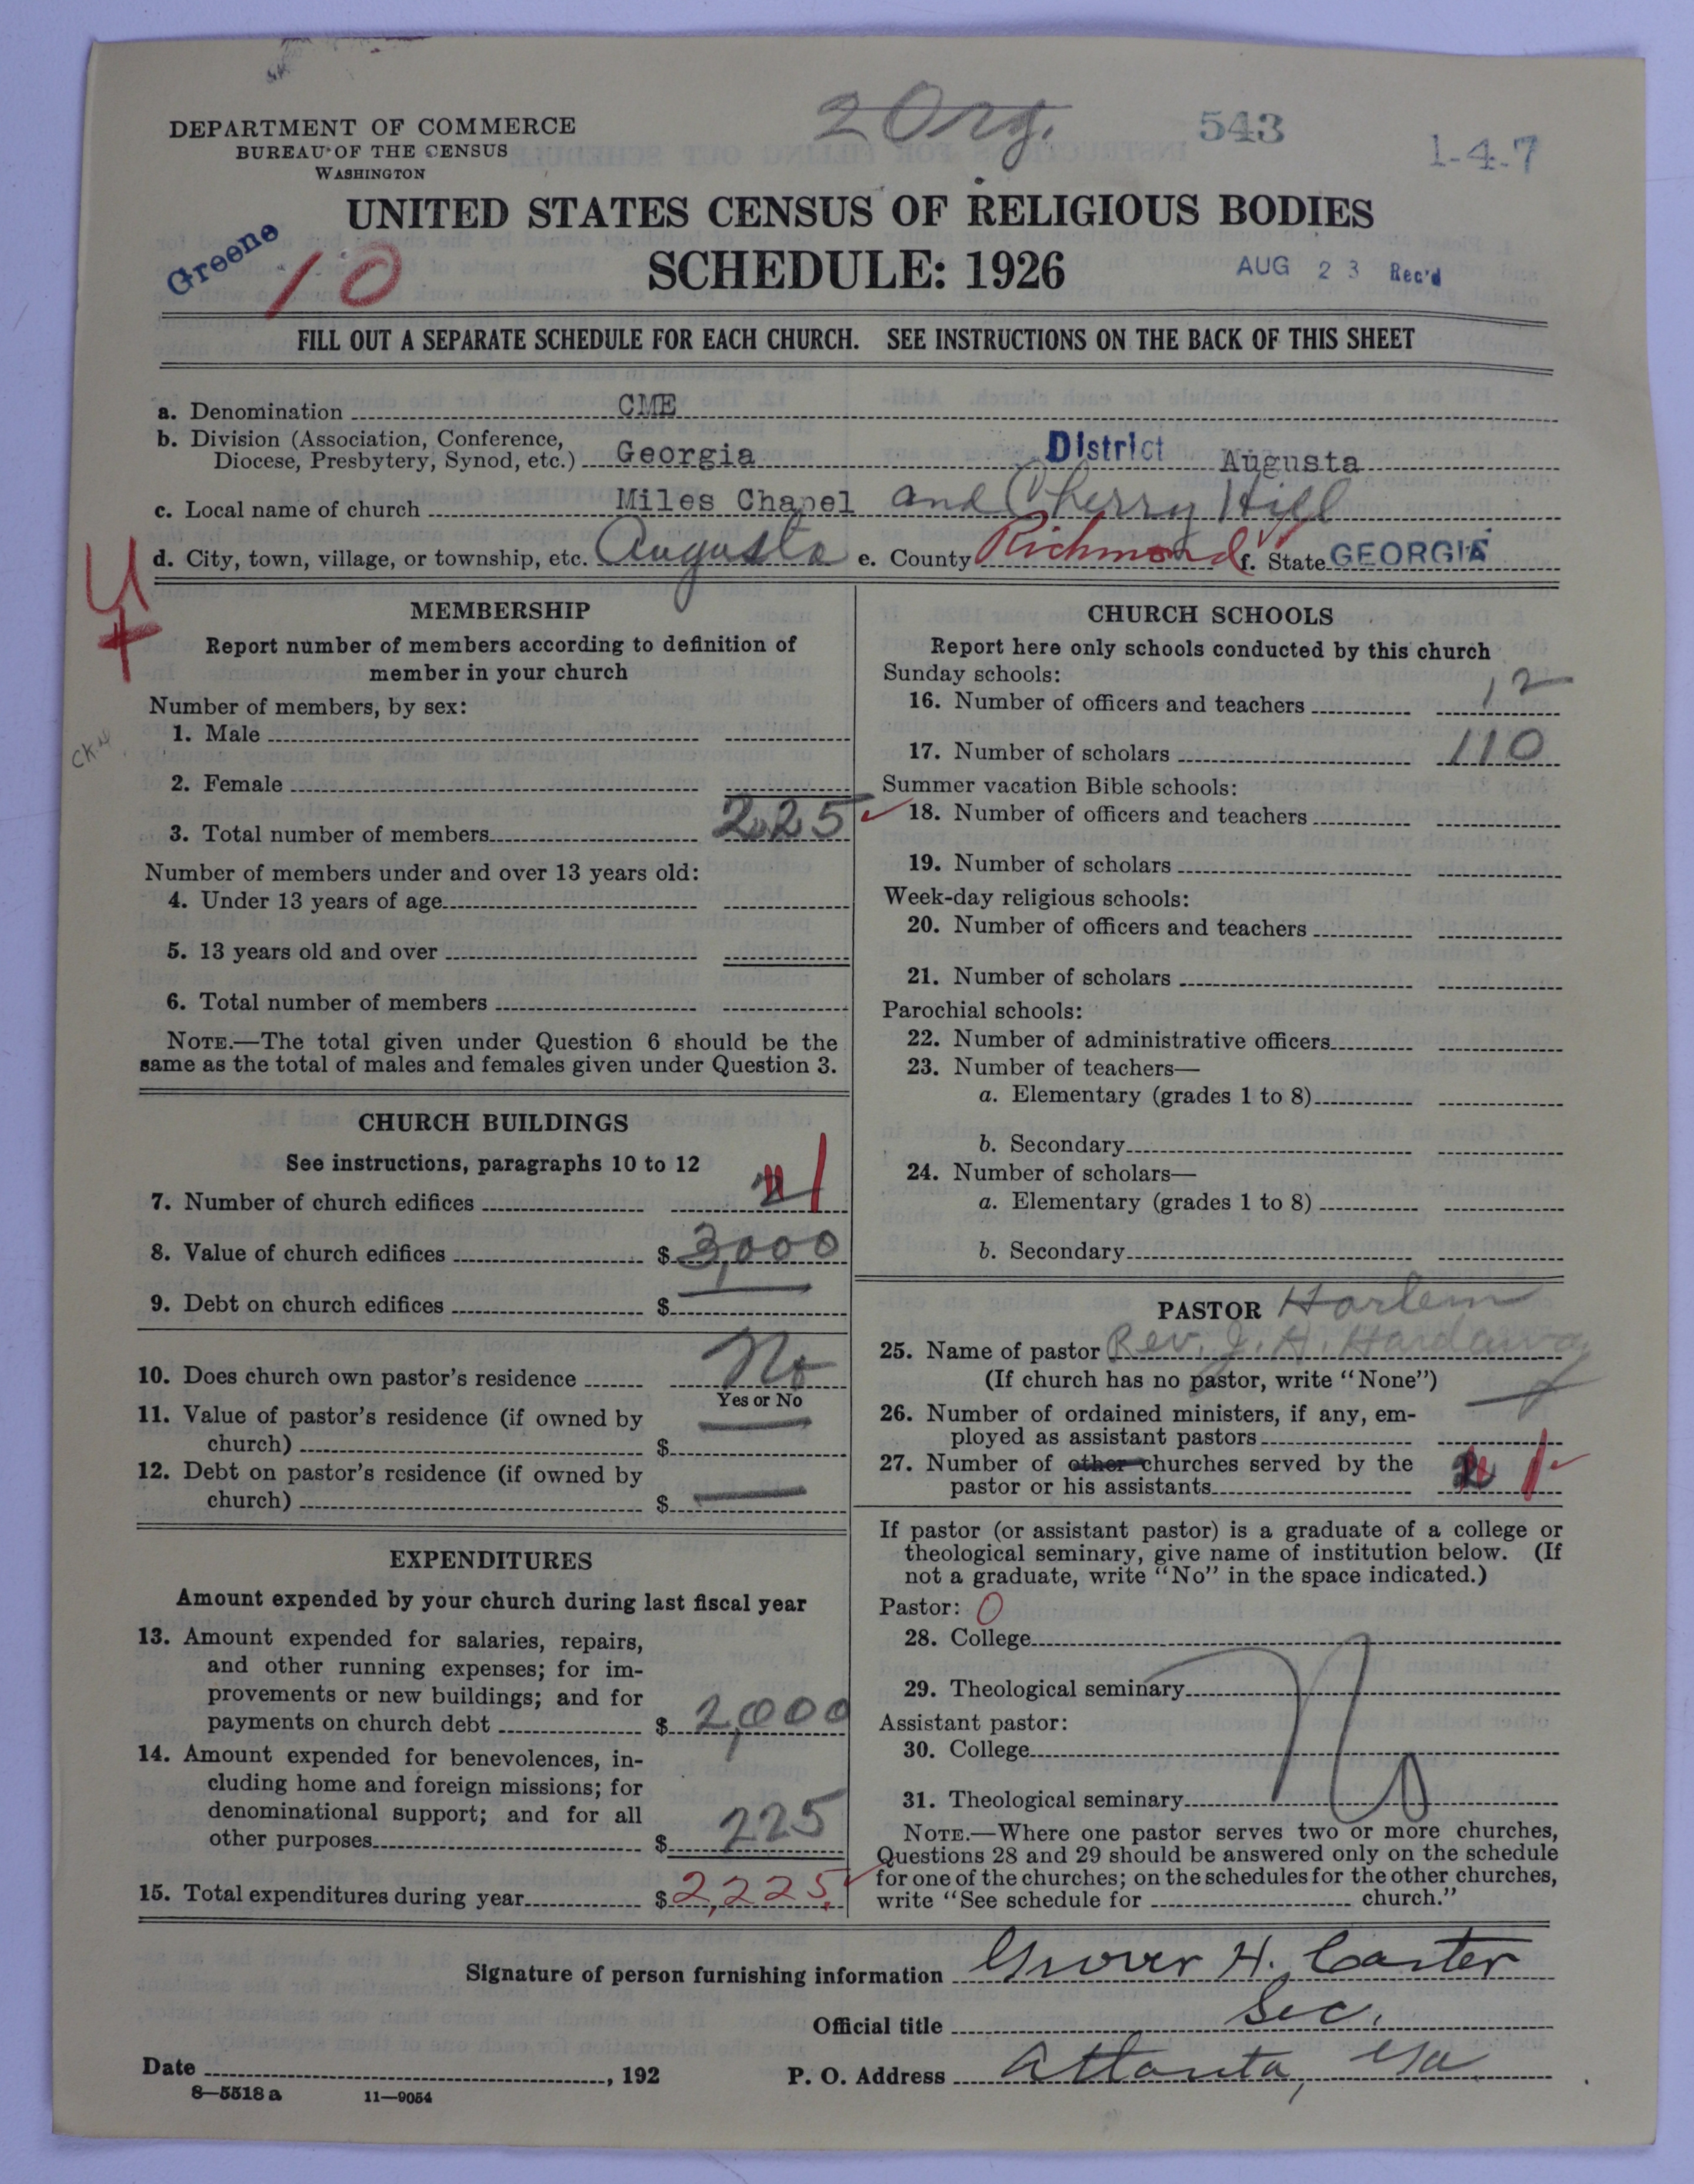 2 Org.
543
1-4-7
DEPARTMENT OF COMMERCE
BUREAU OF THE CENSUS
WASHINGTON
UNITED STATES CENSUS OF RELIGIOUS BODIES
Greene
10
SCHEDULE: 1926
AUG 23 Rec'd
FILL OUT A SEPARATE SCHEDULE FOR EACH CHURCH. SEE INSTRUCTIONS ON THE BACK OF THIS SHEET
a. Denomination CME
b. Division (Association, Conference,
Diocese, Presbytery, Synod, etc.) Georgia District Augusta
c. Local name of church Miles Chapel and Cherry Hill
d. City, town, village, or township, etc. Augusta e. County Richmond f. State GEORGIA
MEMBERSHIP
Report number of members according to definition of
member in your church
Number of members, by sex:
1. Male
2. Female
3. Total number of members 225
Number of members under and over 13 years old:
4. Under 13 years of age
5. 13 years old and over
6. Total number of members
NOTE.—The total given under Question 6 should be the
same as the total of males and females given under Question 3.
CHURCH BUILDINGS
See instructions, paragraphs 10 to 12
7. Number of church edifices 1
8. Value of church edifices $ 3,000
9. Debt on church edifices $
10. Does church own pastor's residence No
Yes or No
11. Value of pastor's residence (if owned by
church) $
12. Debt on pastor's residence (if owned by
church) $
EXPENDITURES
Amount expended by your church during last fiscal year
13. Amount expended for salaries, repairs,
and other running expenses; for im-
provements or new buildings; and for
payments on church debt $ 2,000
14. Amount expended for benevolences, in-
cluding home and foreign missions; for
denominational support; and for all
other purposes $ 225
15. Total expenditures during year $ 2,225.
CHURCH SCHOOLS
Report here only schools conducted by this church
Sunday schools:
16. Number of officers and teachers 12
17. Number of scholars 110
Summer vacation Bible schools:
18. Number of officers and teachers
19. Number of scholars
Week-day religious schools:
20. Number of officers and teachers
21. Number of scholars
Parochial schools:
22. Number of administrative officers
23. Number of teachers—
a. Elementary (grades 1 to 8)
b. Secondary
24. Number of scholars—
a. Elementary (grades 1 to 8)
b. Secondary
PASTOR Harlem
25. Name of pastor Rev. J. H. Hardaway
(If church has no pastor, write "None")
26. Number of ordained ministers, if any, em-
ployed as assistant pastors
27. Number of other churches served by the
pastor or his assistants 1
If pastor (or assistant pastor) is a graduate of a college or
theological seminary, give name of institution below. (If
not a graduate, write "No" in the space indicated.)
Pastor: 0
28. College
29. Theological seminary
Assistant pastor:
30. College
No
31. Theological seminary
NOTE.—Where one pastor serves two or more churches,
Questions 28 and 29 should be answered only on the schedule
for one of the churches; on the schedules for the other churches,
write "See schedule for church."
Signature of person furnishing information Grover H. Carter
Official title Sec.
Date , 192 P. O. Address Atlanta, Ga
8—5518 a 11—9054